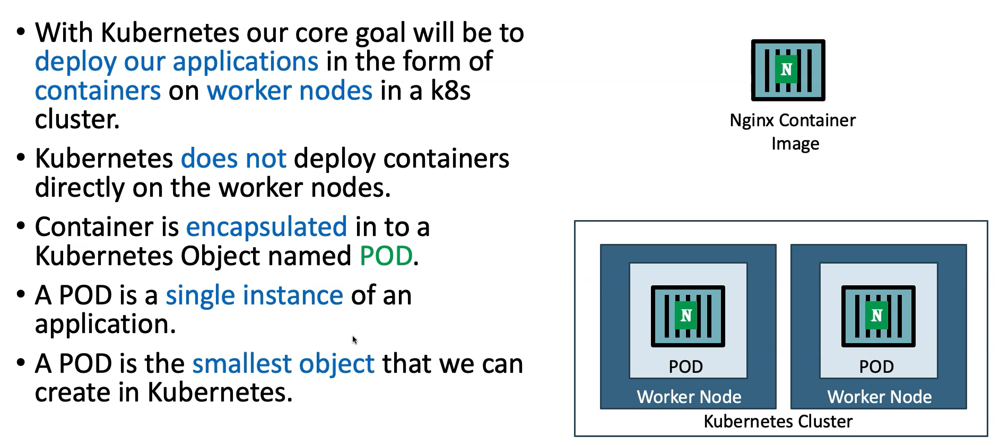 • With Kubernetes our core goal will be to
deploy our applications in the form of
containers on worker nodes in a k8s
cluster.
• Kubernetes does not deploy containers
directly on the worker nodes.
• Container is encapsulated in to a
Kubernetes Object named POD.
• A POD is a single instance of an
application.
• A POD is the smallest object that we can
create in Kubernetes.
N
Nginx Container
Image
N
POD
Worker Node
N
POD
Worker Node
Kubernetes Cluster